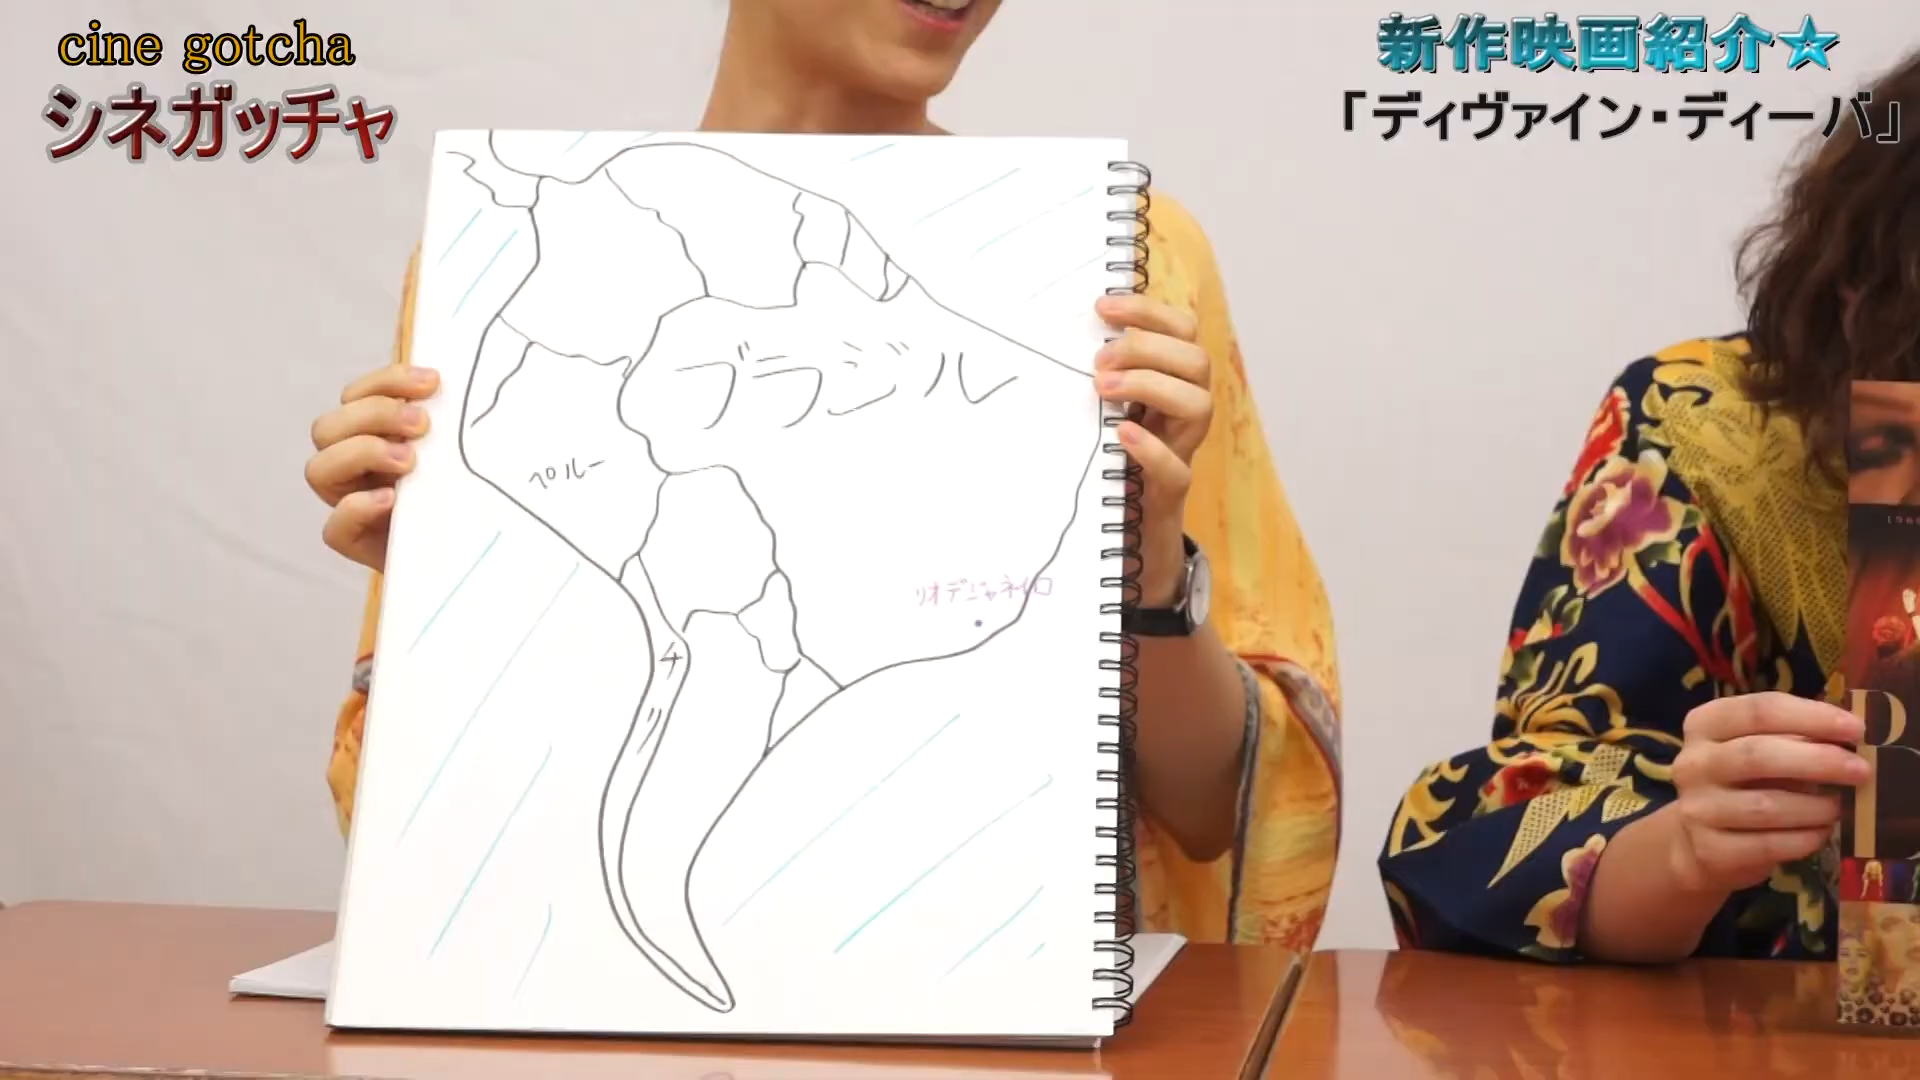 cine gotcha
シネガッチャ
新作映画紹介☆
「ディヴァイン・ディーバ」
ブラジル
ペルー
リオデジャネイロ
チリ
D